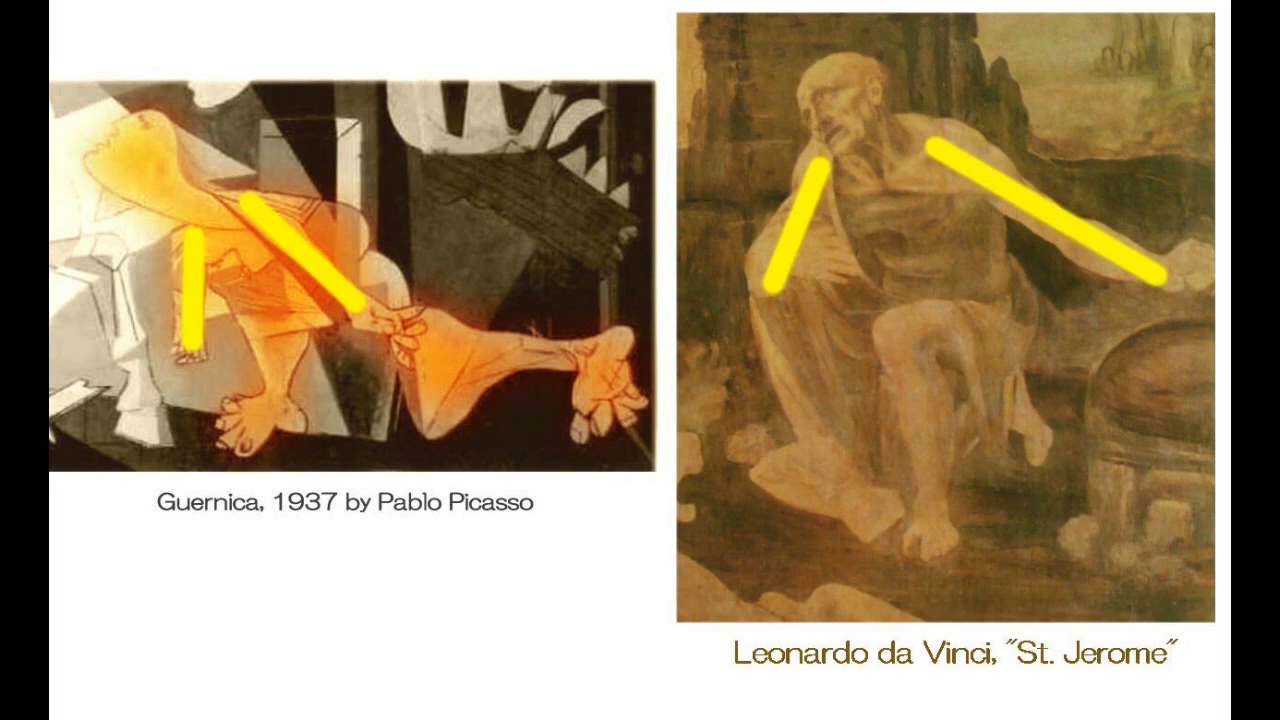 Guernica, 1937 by Pablo Picasso
Leonardo da Vinci, "St. Jerome"